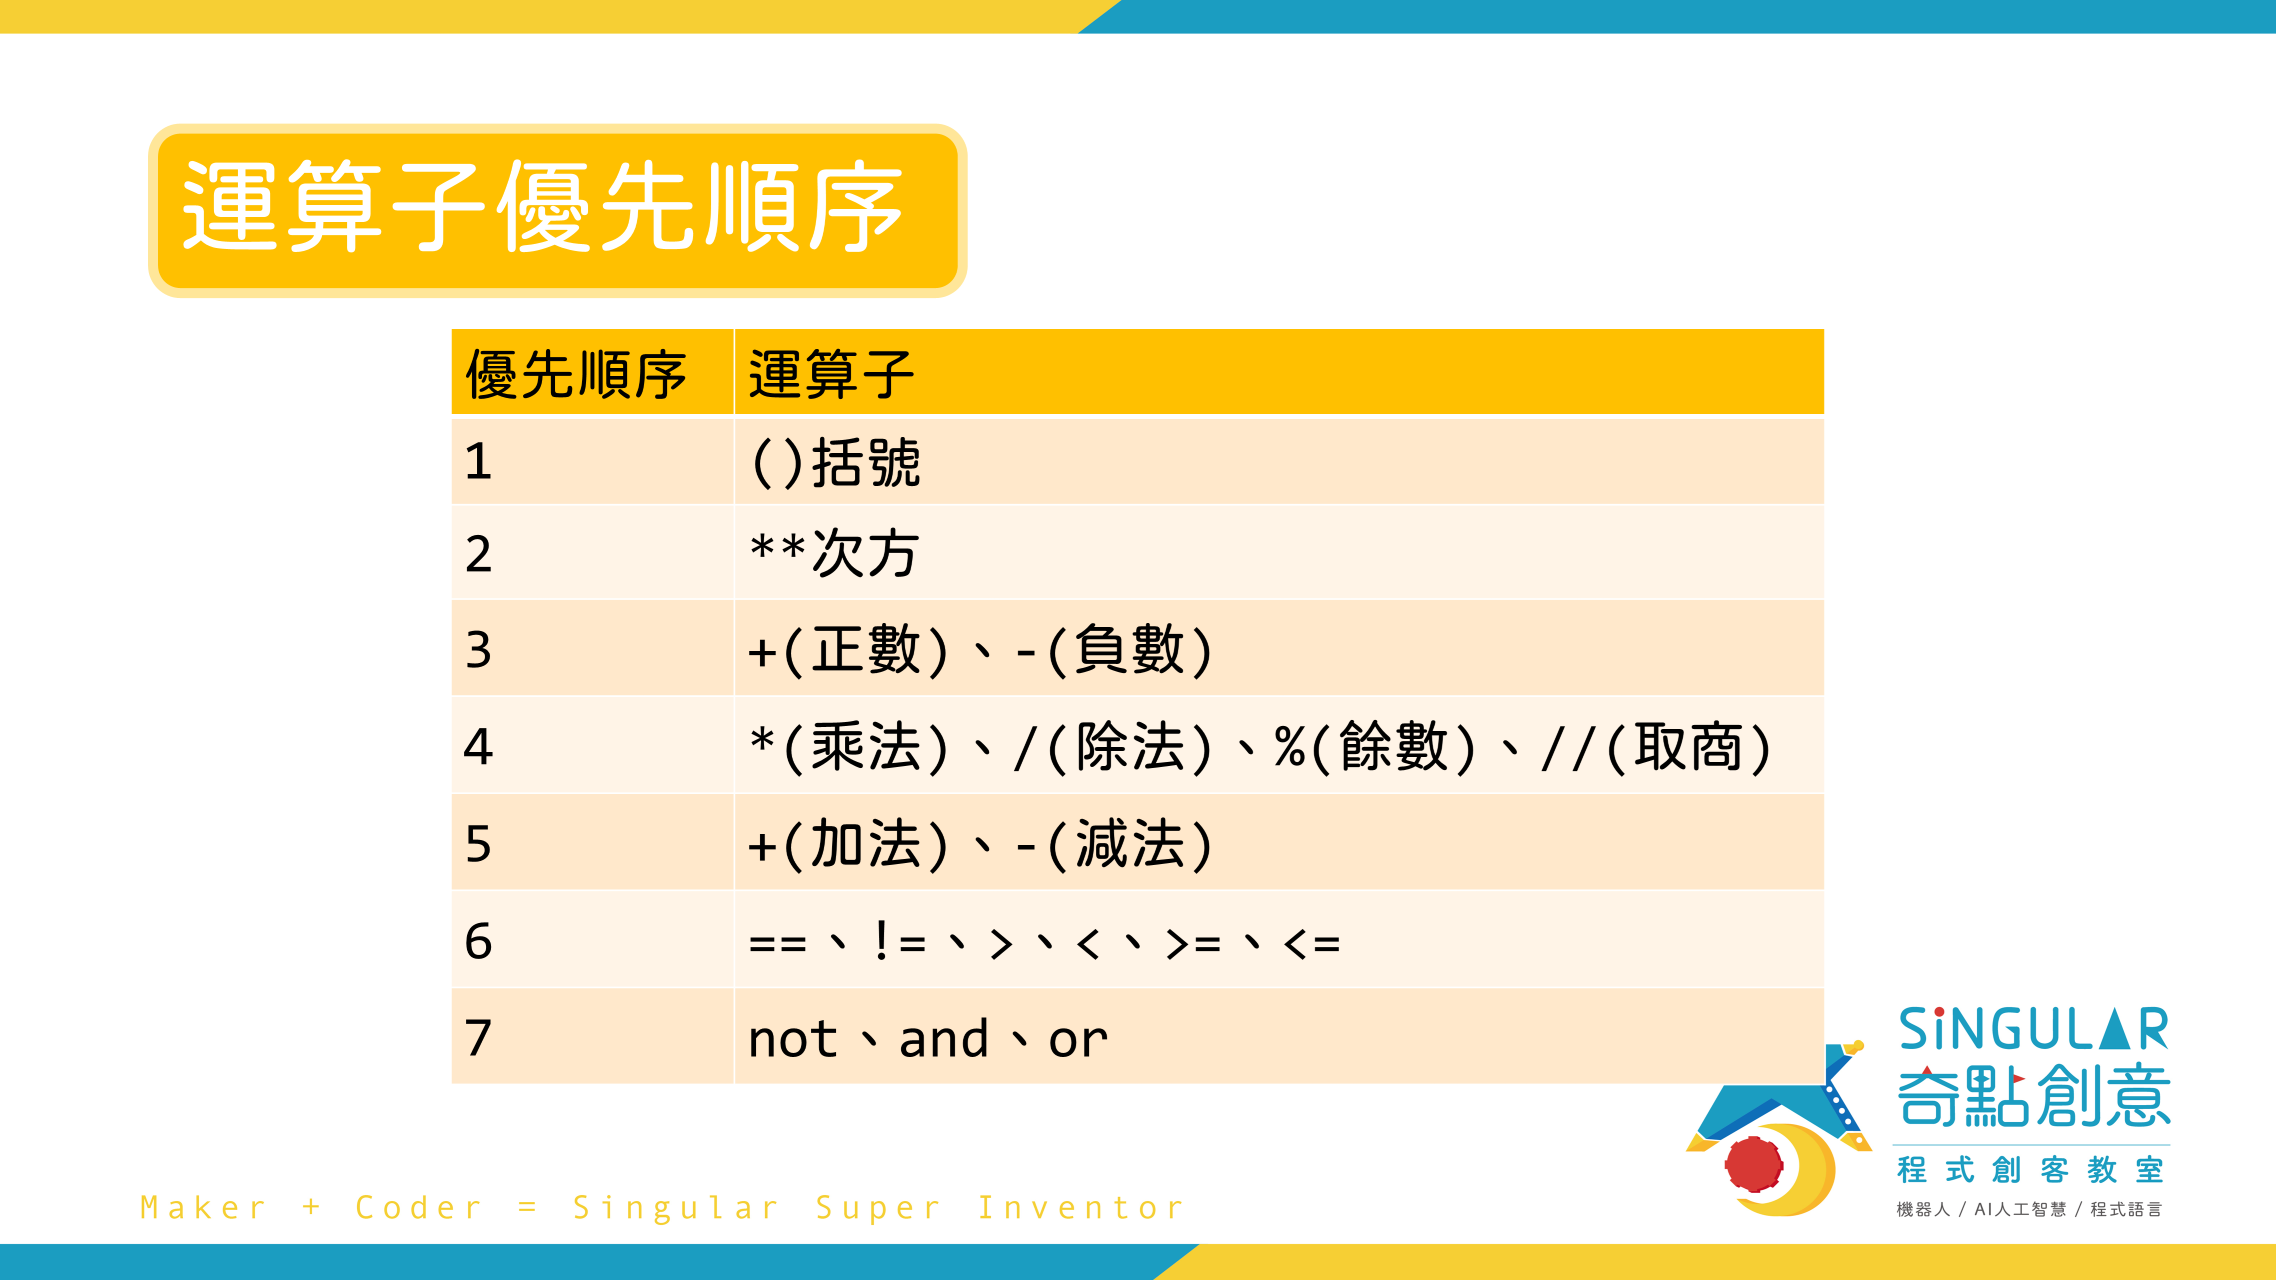 運算子優先順序
優先順序 運算子
1 ()括號
2 **次方
3 +(正數)、-(負數)
4 *(乘法)、/(除法)、%(餘數)、//(取商)
5 +(加法)、-(減法)
6 ==、!=、>、<、>=、<=
7 not、and、or
SiNGULAR
奇點創意
程式創客教室
機器人 / AI人工智慧 / 程式語言
Maker + Coder = Singular Super Inventor